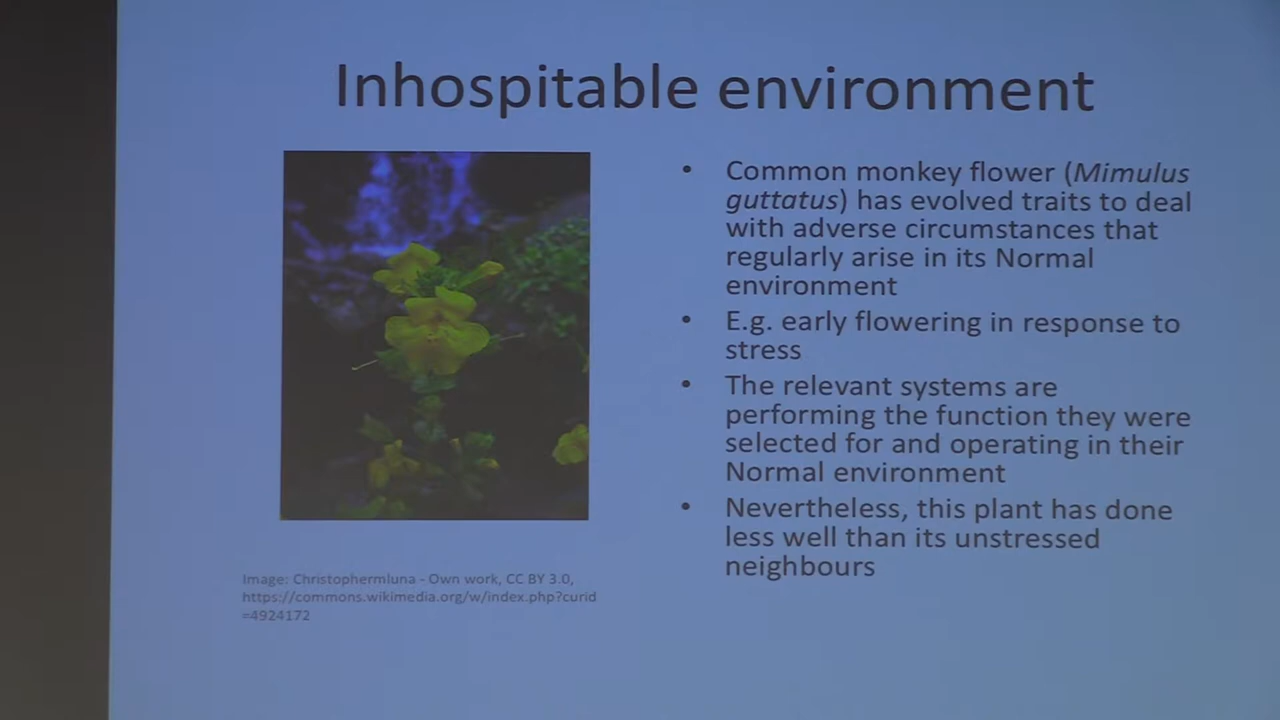 Inhospitable environment
• Common monkey flower (Mimulus
guttatus) has evolved traits to deal
with adverse circumstances that
regularly arise in its Normal
environment
• E.g. early flowering in response to
stress
• The relevant systems are
performing the function they were
selected for and operating in their
Normal environment
• Nevertheless, this plant has done
less well than its unstressed
neighbours
Image: Christophermluna - Own work, CC BY 3.0,
https://commons.wikimedia.org/w/index.php?curid
=4924172